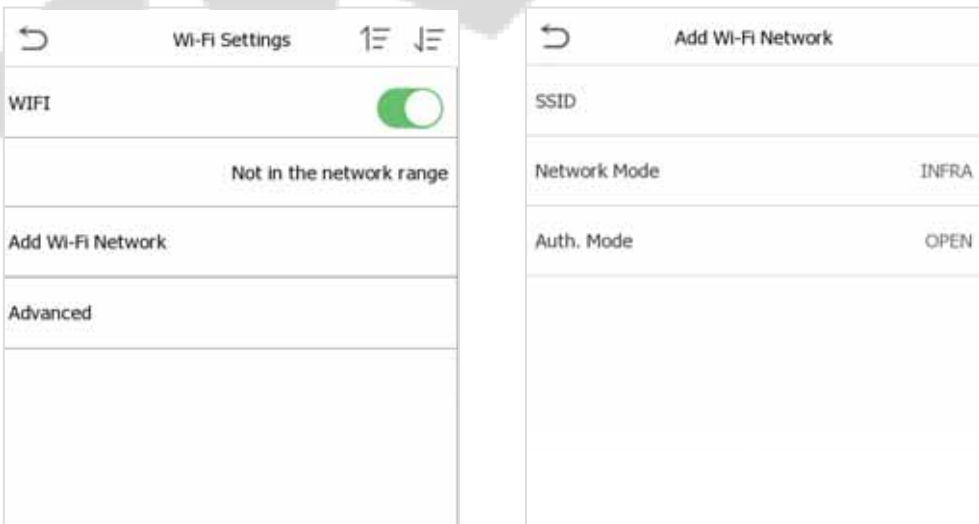 Wi-Fi Settings
WIFI
Not in the network range
Add Wi-Fi Network
Advanced
Add Wi-Fi Network
SSID
Network Mode INFRA
Auth. Mode OPEN